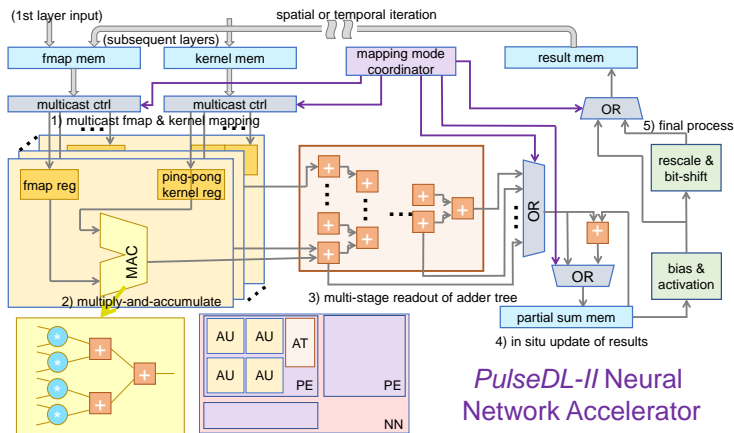 (1st layer input)
spatial or temporal iteration
(subsequent layers)
fmap mem
kernel mem
mapping mode
coordinator
result mem
multicast ctrl
multicast ctrl
OR
1) multicast fmap & kernel mapping
5) final process
fmap reg
ping-pong
kernel reg
rescale &
bit-shift
MAC
+
+
+
+
+
+
+
+
+
OR
+
OR
bias &
activation
2) multiply-and-accumulate
3) multi-stage readout of adder tree
partial sum mem
4) in situ update of results
*
*
*
*
+
+
+
AU
AU
AT
AU
AU
PE
PE
NN
PulseDL-II Neural
Network Accelerator